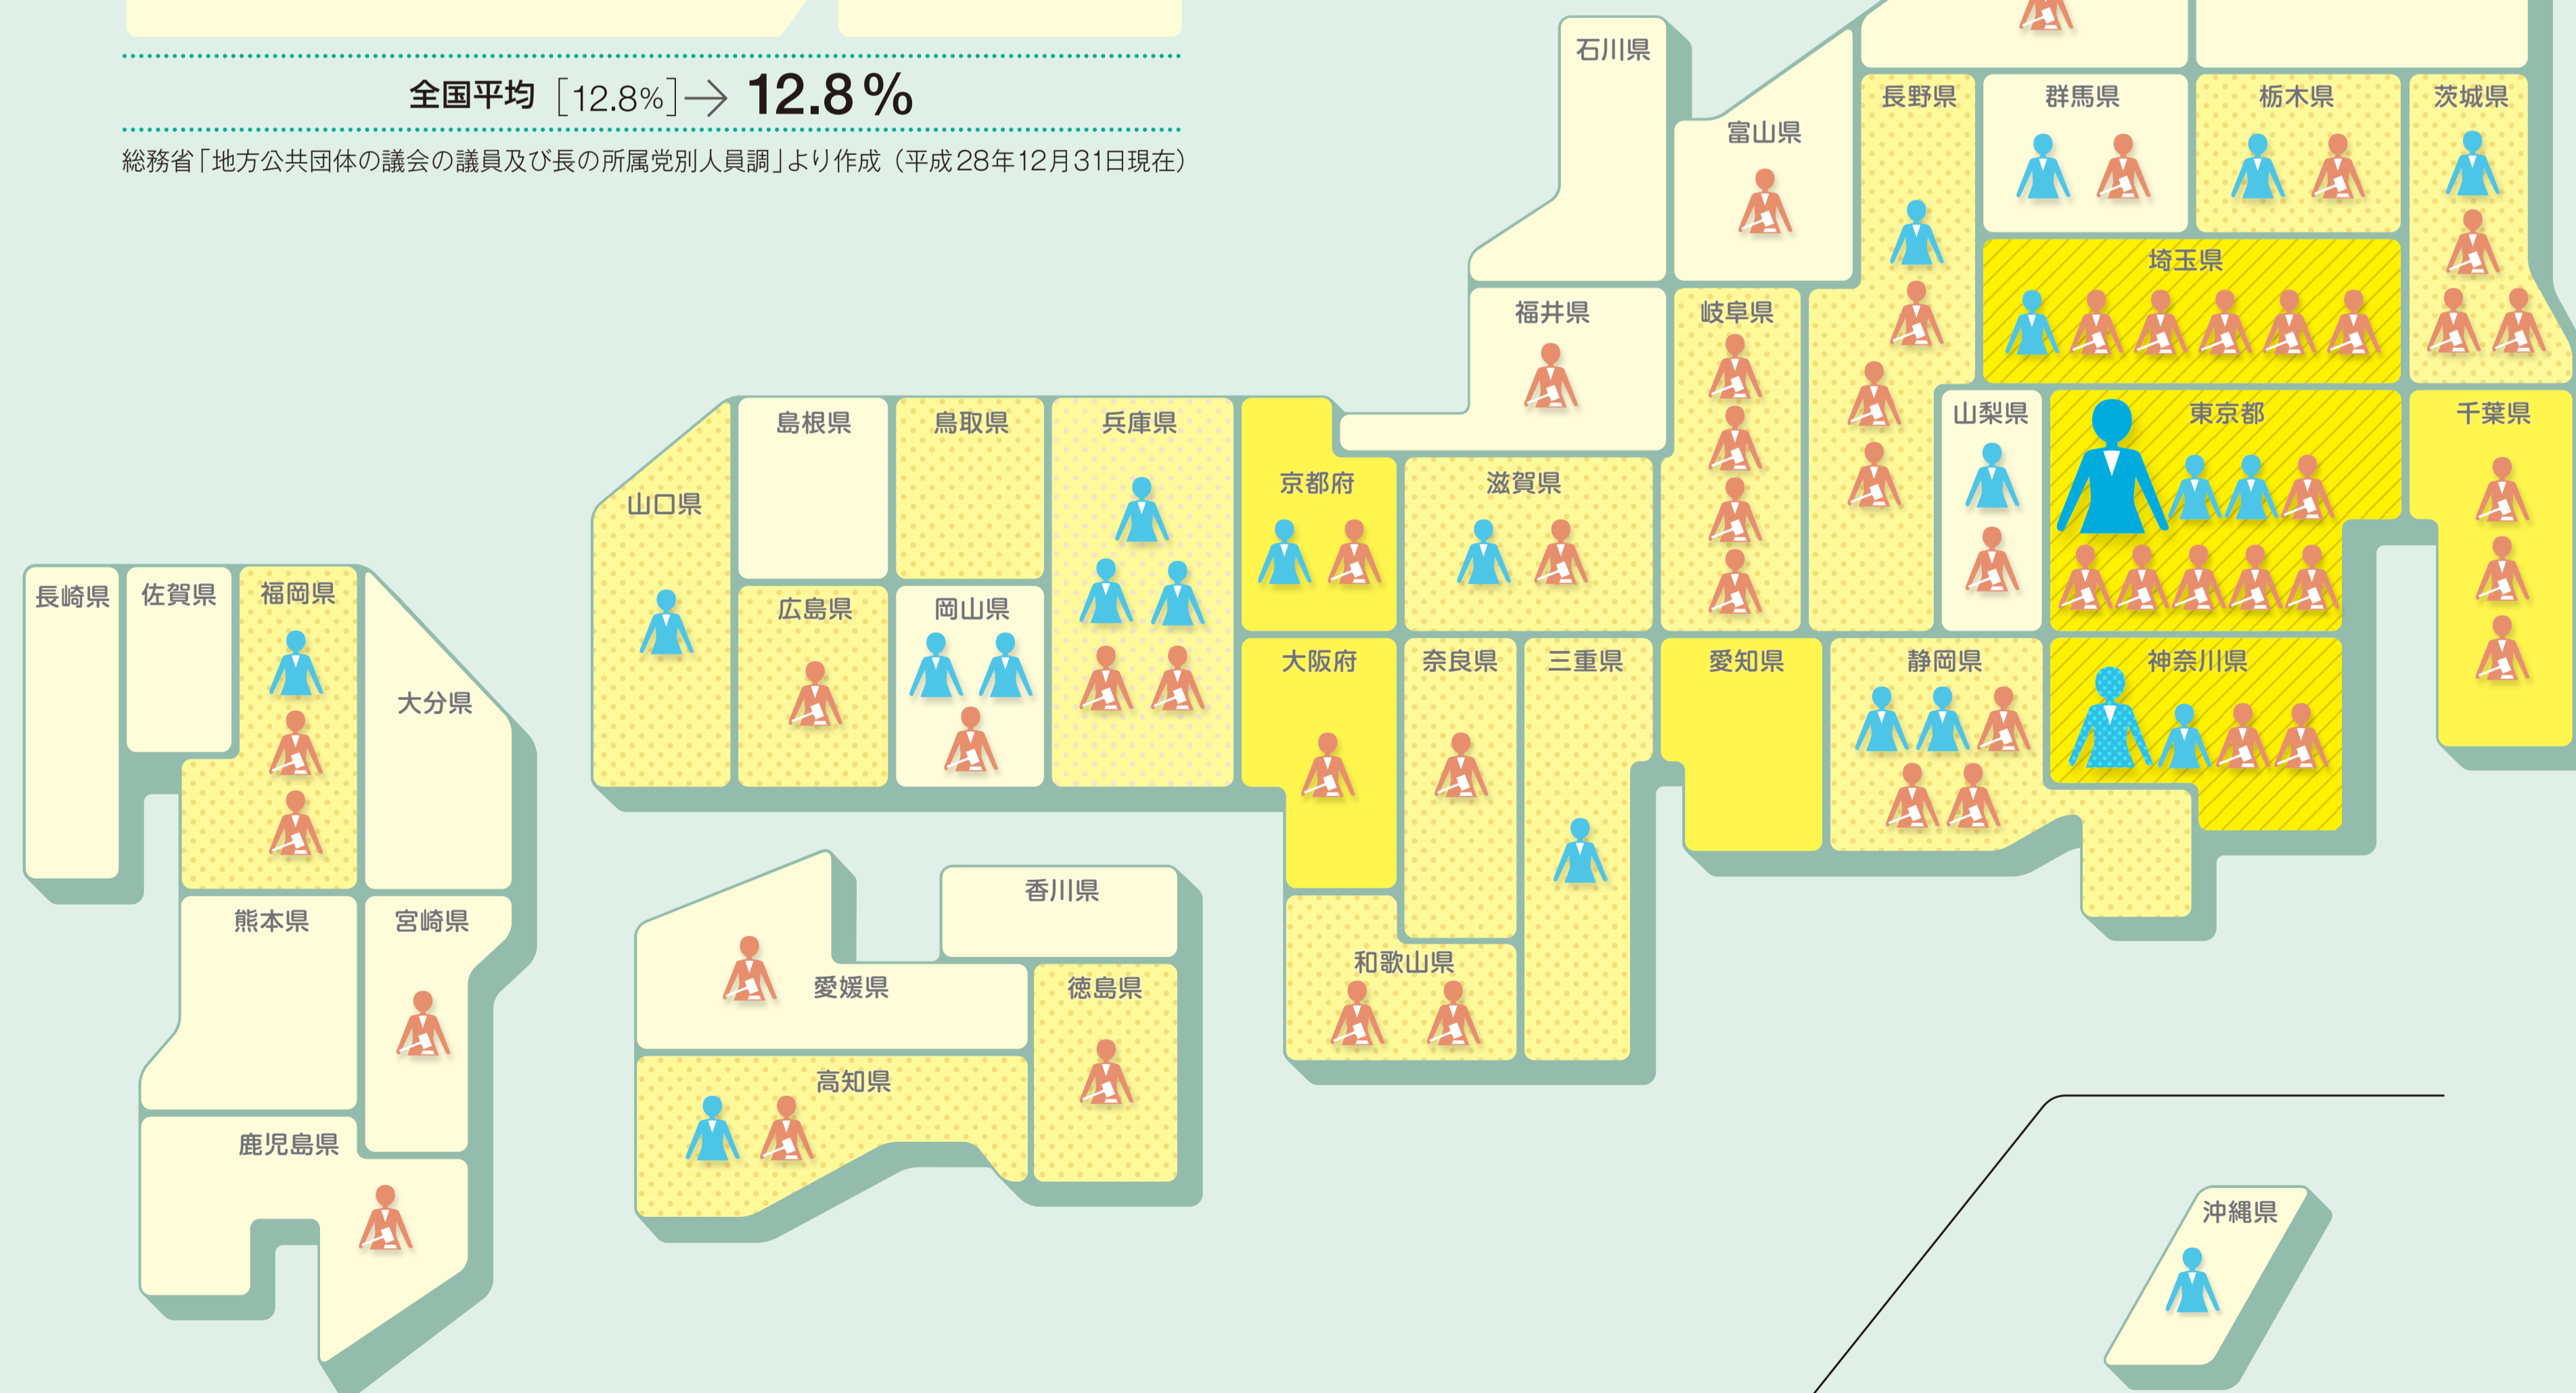 全国平均 [12.8%]→ 12.8%
総務省「地方公共団体の議会の議員及び長の所属党別人員調」より作成（平成28年12月31日現在）
石川県
富山県
長野県
群馬県
栃木県
茨城県
埼玉県
福井県
岐阜県
山梨県
東京都
千葉県
島根県
鳥取県
兵庫県
山口県
京都府
滋賀県
広島県
岡山県
大阪府
奈良県
三重県
愛知県
静岡県
神奈川県
長崎県
佐賀県
福岡県
大分県
熊本県
宮崎県
鹿児島県
香川県
愛媛県
徳島県
高知県
和歌山県
沖縄県